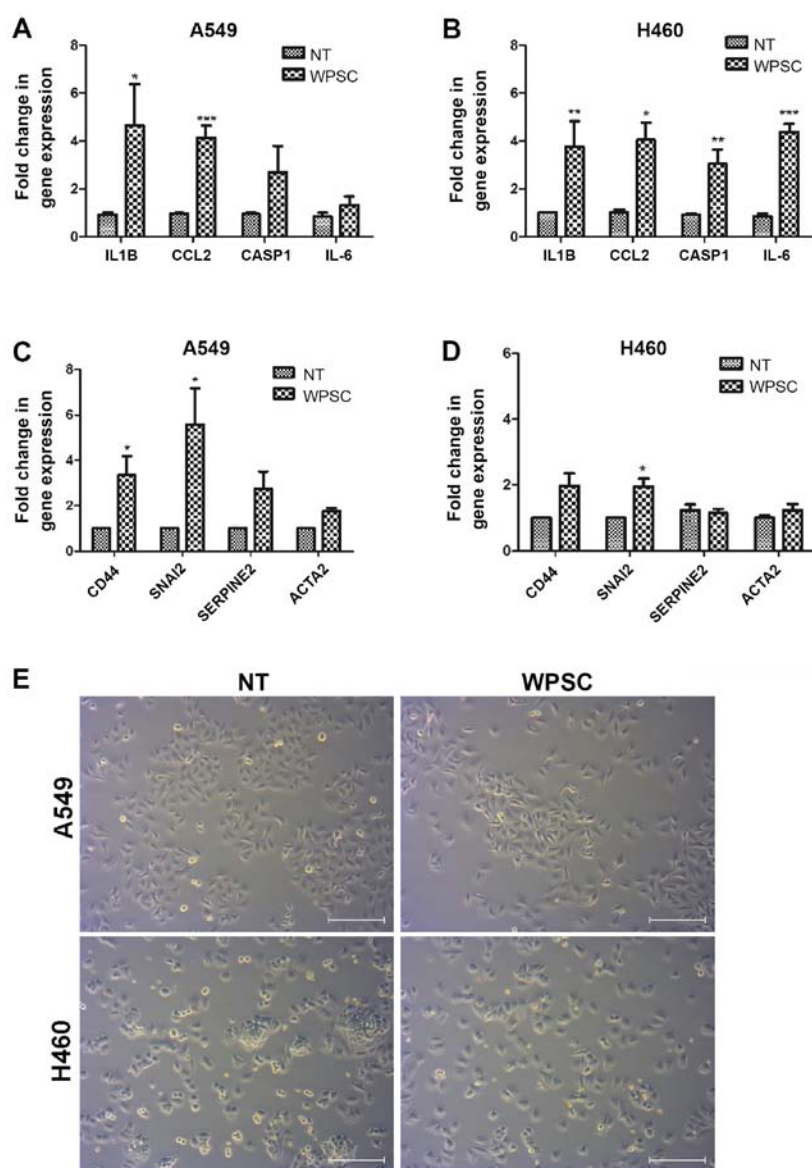 A
A549
Fold change in
gene expression
8
6
4
2
0
NT
WPSC
*
***
IL1B
CCL2
CASP1
IL-6
B
H460
Fold change in
gene expression
8
6
4
2
0
NT
WPSC
**
*
**
***
IL1B
CCL2
CASP1
IL-6
C
A549
Fold change in
gene expression
8
6
4
2
0
NT
WPSC
*
*
CD44
SNAI2
SERPINE2
ACTA2
D
H460
Fold change in
gene expression
6
4
2
0
NT
WPSC
*
CD44
SNAI2
SERPINE2
ACTA2
E
NT
WPSC
A549
H460